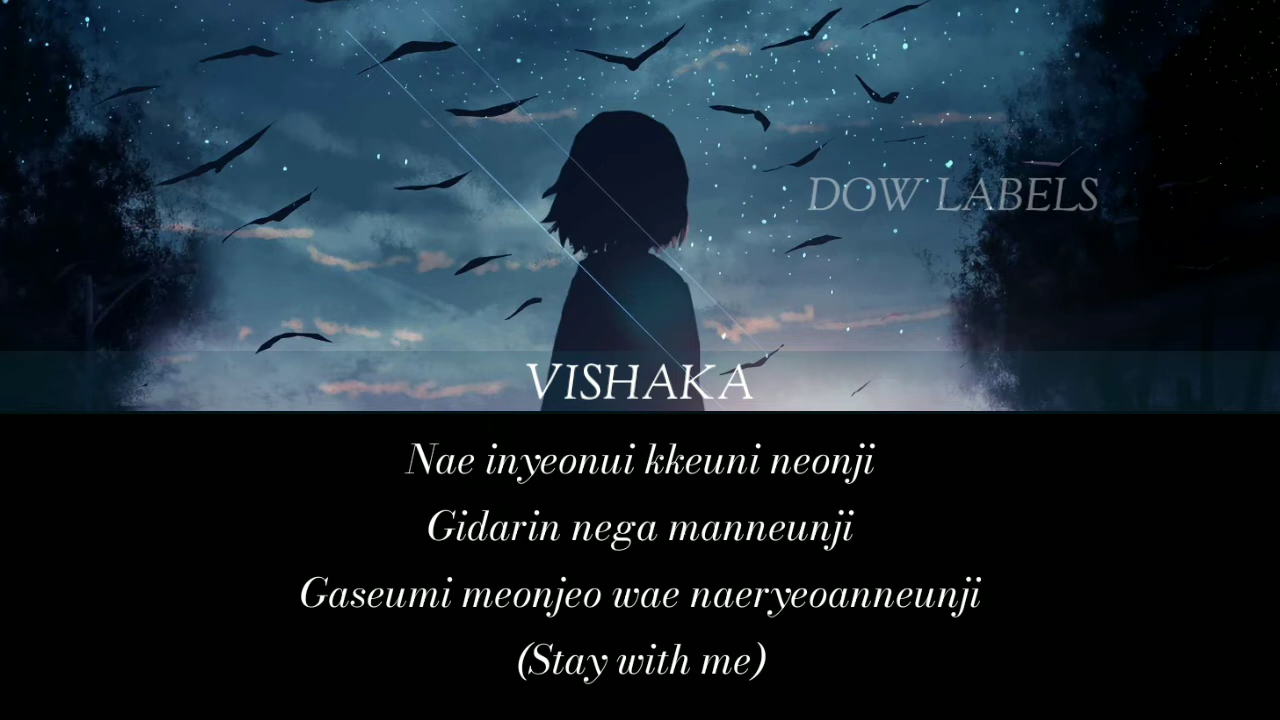 DOW LABELS
VISHAKA
Nae inyeonui kkeuni neonji
Gidarin nega manneunji
Gaseumi meonjeo wae naeryeoanneunji
(Stay with me)